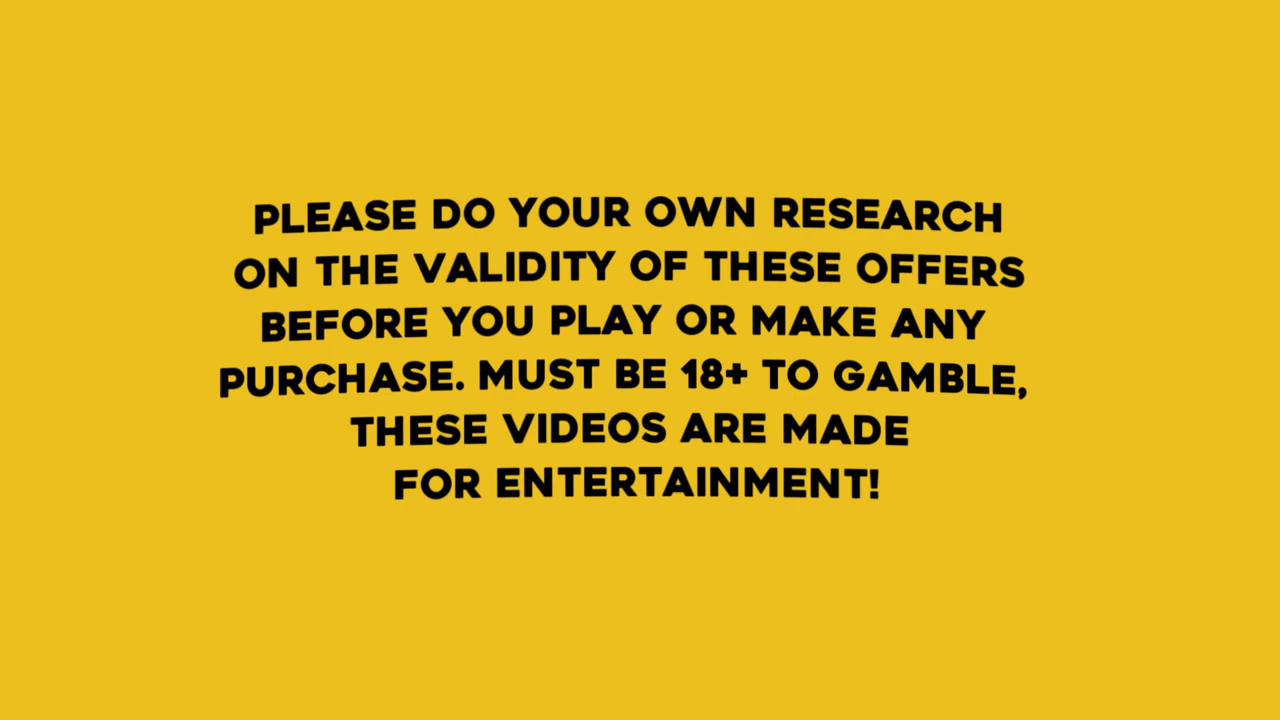 PLEASE DO YOUR OWN RESEARCH
ON THE VALIDITY OF THESE OFFERS
BEFORE YOU PLAY OR MAKE ANY
PURCHASE. MUST BE 18+ TO GAMBLE,
THESE VIDEOS ARE MADE
FOR ENTERTAINMENT!